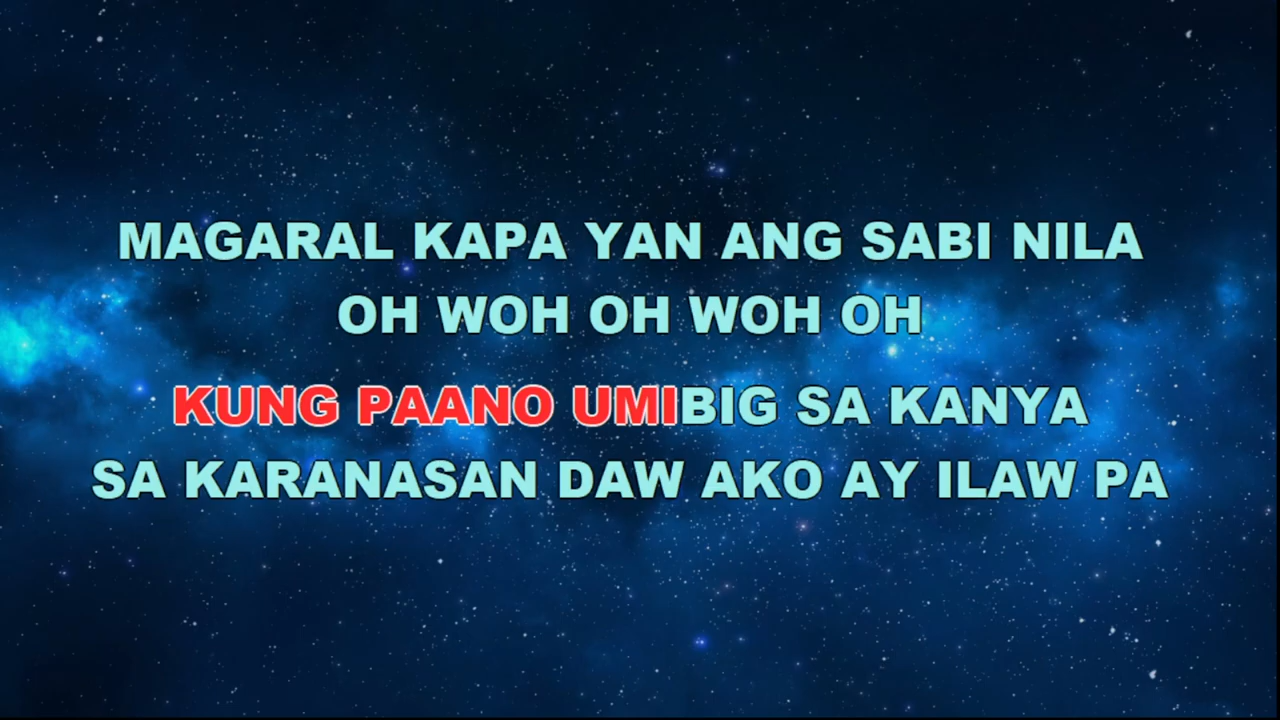 MAGARAL KAPA YAN ANG SABI NILA
OH WOH OH WOH OH
KUNG PAANO UMIBIG SA KANYA
SA KARANASAN DAW AKO AY ILAW PA